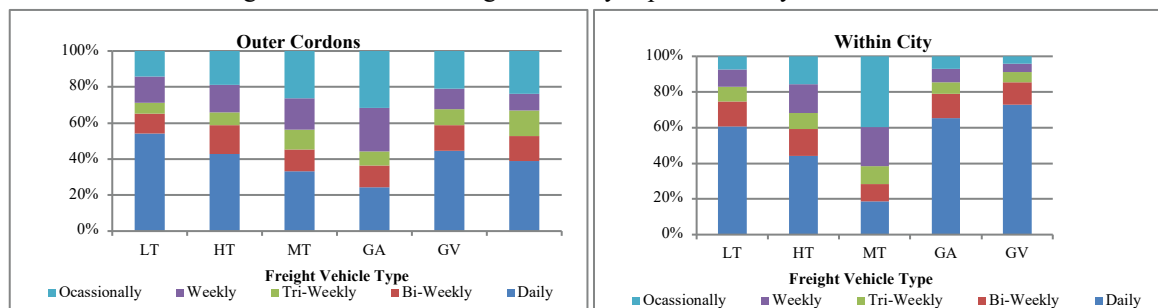 Outer Cordons
100%
80%
60%
40%
20%
0%
LT HT MT GA GV
Freight Vehicle Type
Ocassionally Weekly Tri-Weekly Bi-Weekly Daily
Within City
100%
80%
60%
40%
20%
0%
LT HT MT GA GV
Freight Vehicle Type
Ocassionally Weekly Tri-Weekly Bi-Weekly Daily